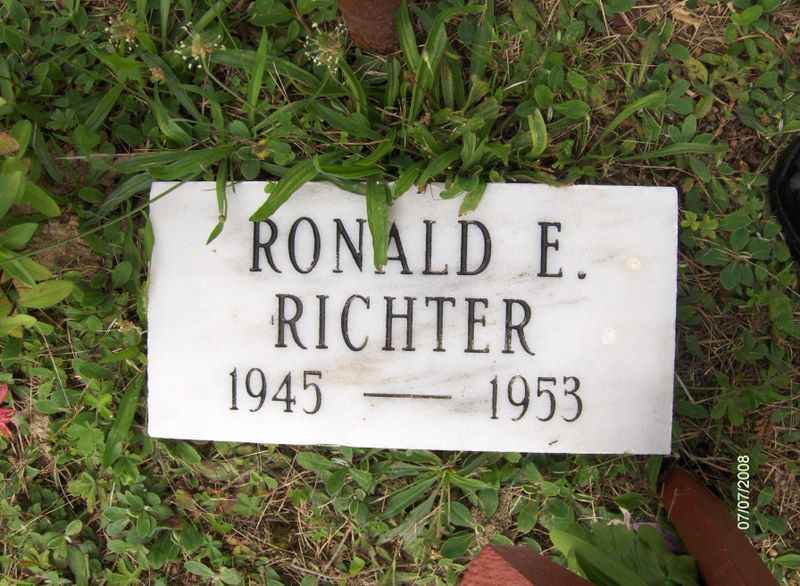 RONALD E.
RICHTER
1945 — 1953
07/07/2008